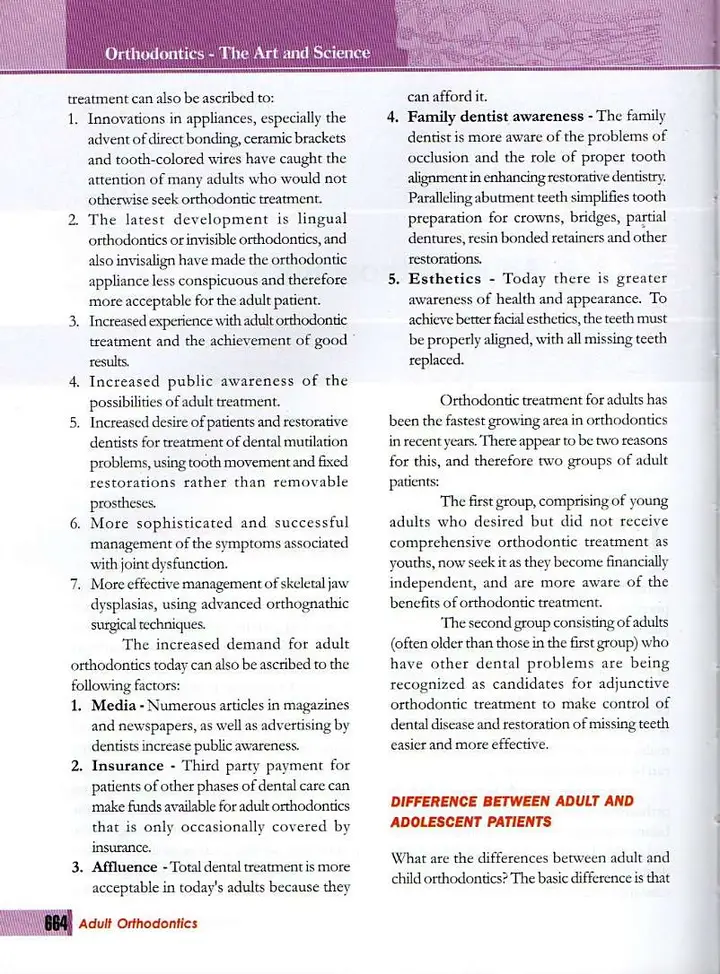 Orthodontics - The Art and Science
treatment can also be ascribed to:
1. Innovations in appliances, especially the
advent of direct bonding, ceramic brackets
and tooth-colored wires have caught the
attention of many adults who would not
otherwise seek orthodontic treatment.
2. The latest development is lingual
orthodontics or invisible orthodontics, and
also invisalign have made the orthodontic
appliance less conspicuous and therefore
more acceptable for the adult patient.
3. Increased experience with adult orthodontic
treatment and the achievement of good
results.
4. Increased public awareness of the
possibilities of adult treatment.
5. Increased desire of patients and restorative
dentists for treatment of dental mutilation
problems, using tooth movement and fixed
restorations rather than removable
prostheses.
6. More sophisticated and successful
management of the symptoms associated
with joint dysfunction.
7. More effective management of skeletal jaw
dysplasias, using advanced orthognathic
surgical techniques.
The increased demand for adult
orthodontics today can also be ascribed to the
following factors:
1. Media - Numerous articles in magazines
and newspapers, as well as advertising by
dentists increase public awareness.
2. Insurance - Third party payment for
patients of other phases of dental care can
make funds available for adult orthodontics
that is only occasionally covered by
insurance.
3. Affluence - Total dental treatment is more
acceptable in today's adults because they
can afford it.
4. Family dentist awareness - The family
dentist is more aware of the problems of
occlusion and the role of proper tooth
alignment in enhancing restorative dentistry.
Paralleling abutment teeth simplifies tooth
preparation for crowns, bridges, partial
dentures, resin bonded retainers and other
restorations.
5. Esthetics - Today there is greater
awareness of health and appearance. To
achieve better facial esthetics, the teeth must
be properly aligned, with all missing teeth
replaced.
Orthodontic treatment for adults has
been the fastest growing area in orthodontics
in recent years. There appear to be two reasons
for this, and therefore two groups of adult
patients:
The first group, comprising of young
adults who desired but did not receive
comprehensive orthodontic treatment as
youths, now seek it as they become financially
independent, and are more aware of the
benefits of orthodontic treatment.
The second group consisting of adults
(often older than those in the first group) who
have other dental problems are being
recognized as candidates for adjunctive
orthodontic treatment to make control of
dental disease and restoration of missing teeth
easier and more effective.
DIFFERENCE BETWEEN ADULT AND
ADOLESCENT PATIENTS
What are the differences between adult and
child orthodontics? The basic difference is that
664 Adult Orthodontics